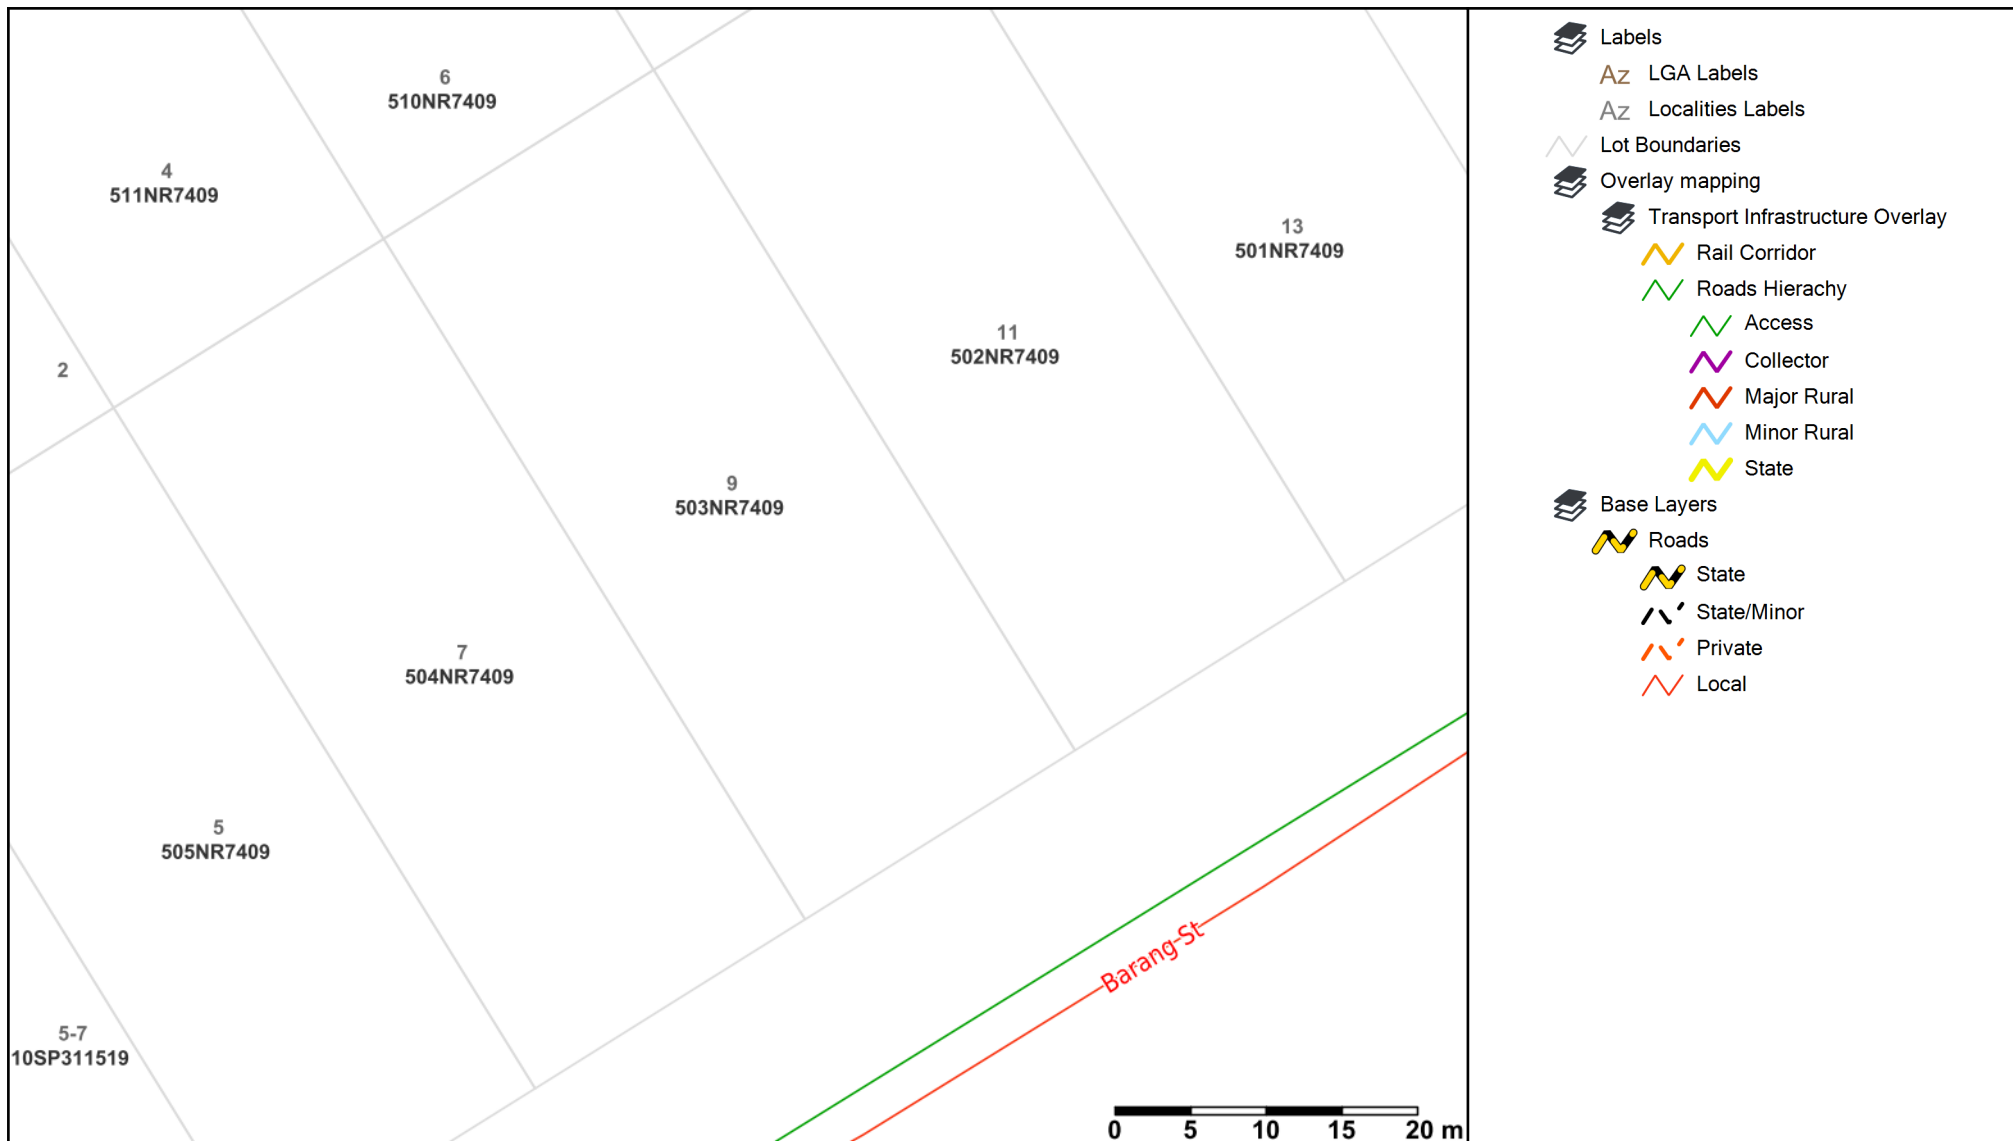 6
510NR7409
4
511NR7409
13
501NR7409
11
502NR7409
2
9
503NR7409
7
504NR7409
5
505NR7409
Barang St
5-7
10SP311519
0 5 10 15 20 m
Labels
Az LGA Labels
Az Localities Labels
Lot Boundaries
Overlay mapping
Transport Infrastructure Overlay
Rail Corridor
Roads Hierachy
Access
Collector
Major Rural
Minor Rural
State
Base Layers
Roads
State
State/Minor
Private
Local